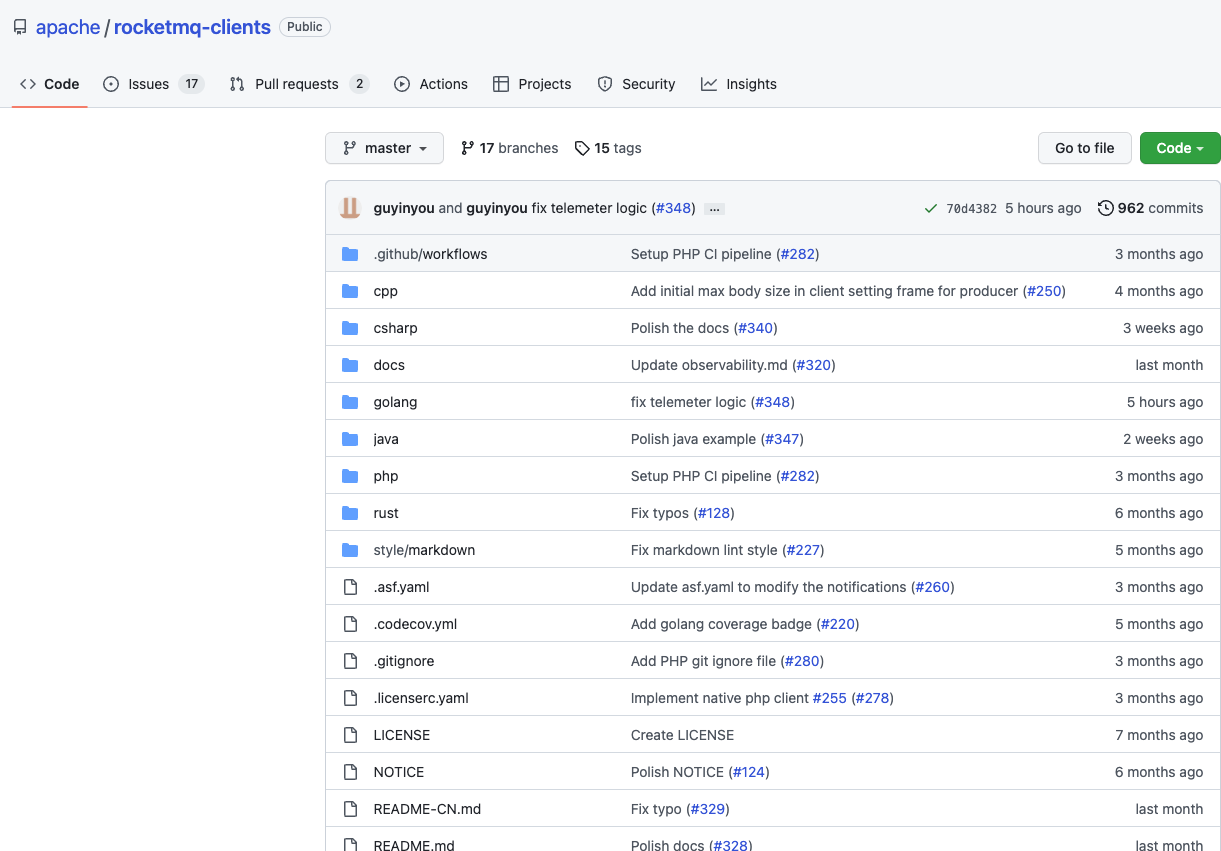 apache / rocketmq-clients Public
Code Issues 17 Pull requests 2 Actions Projects Security Insights
master 17 branches 15 tags Go to file Code
guyinyou and guyinyou fix telemeter logic (#348) ... 70d4382 5 hours ago 962 commits
.github/workflows Setup PHP CI pipeline (#282) 3 months ago
cpp Add initial max body size in client setting frame for producer (#250) 4 months ago
csharp Polish the docs (#340) 3 weeks ago
docs Update observability.md (#320) last month
golang fix telemeter logic (#348) 5 hours ago
java Polish java example (#347) 2 weeks ago
php Setup PHP CI pipeline (#282) 3 months ago
rust Fix typos (#128) 6 months ago
style/markdown Fix markdown lint style (#227) 5 months ago
.asf.yaml Update asf.yaml to modify the notifications (#260) 3 months ago
.codecov.yml Add golang coverage badge (#220) 5 months ago
.gitignore Add PHP git ignore file (#280) 3 months ago
.licenserc.yaml Implement native php client #255 (#278) 3 months ago
LICENSE Create LICENSE 7 months ago
NOTICE Polish NOTICE (#124) 6 months ago
README-CN.md Fix typo (#329) last month
README.md Polish docs (#328) last month